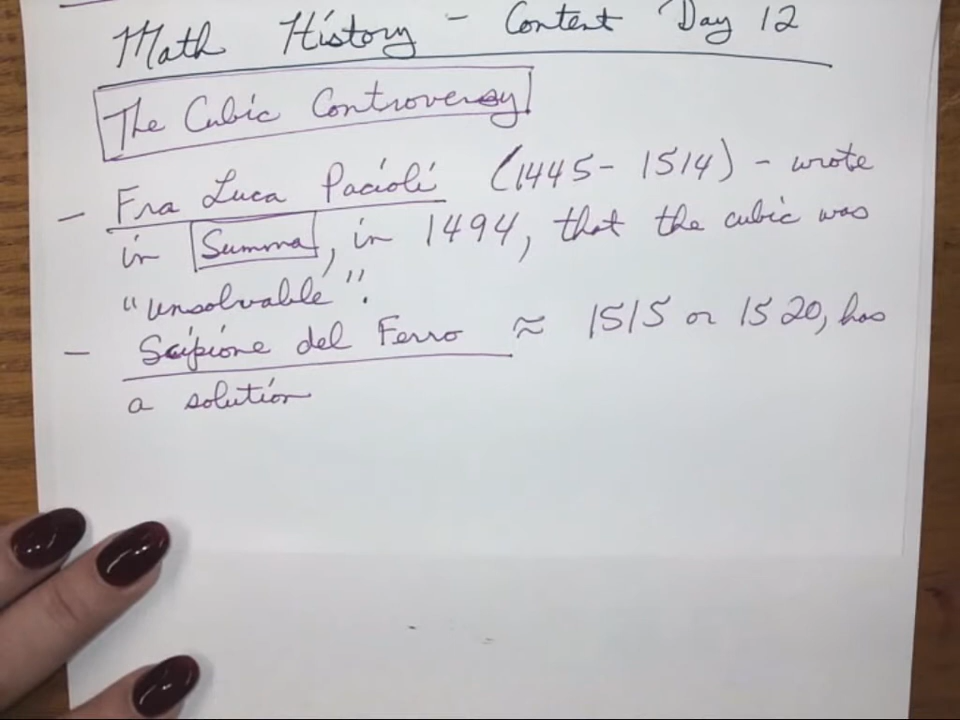 Math History - Content Day 12
The Cubic Controversy
- Fra Luca Pacioli (1445-1514) - wrote
in Summa, in 1494, that the cubic was
"unsolvable".
- Scipione del Ferro ≈ 1515 or 1520, has
a solution